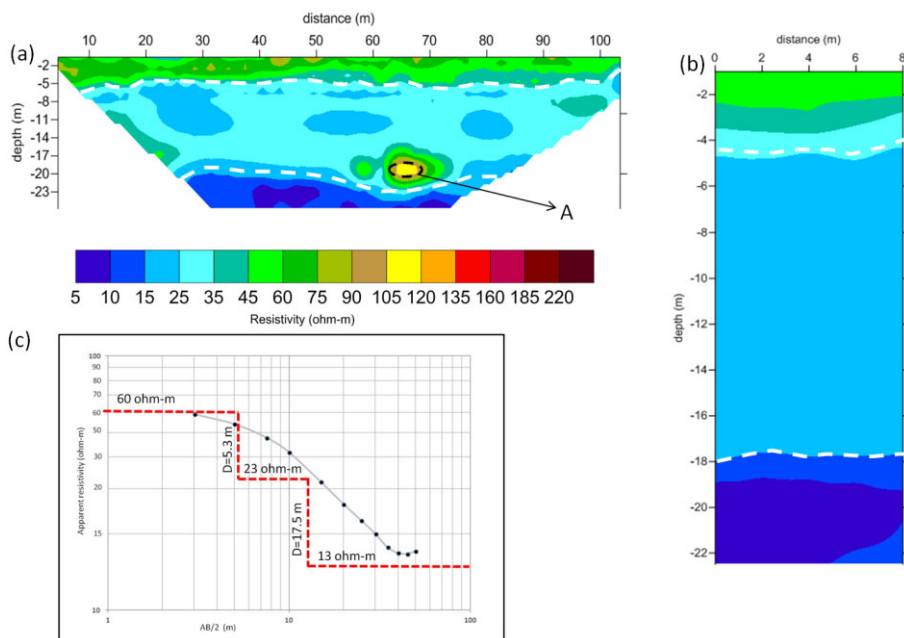 distance (m)
(a)
10 20 30 40 50 60 70 80 90 100
-2
-5
-8
-11
-14
-17
-20
-23
depth (m)
A
5 10 15 25 35 45 60 75 90 105 120 135 160 185 220
Resistivity (ohm-m)
(b)
distance (m)
0 2 4 6 8
-2
-4
-6
-8
-10
-12
-14
-16
-18
-20
-22
depth (m)
(c)
100
90
80
70
60
50
40
30
20
15
10
Apparent resistivity (ohm-m)
60 ohm-m
D=5.3 m
23 ohm-m
D=17.5 m
13 ohm-m
1 10 100
AB/2 (m)